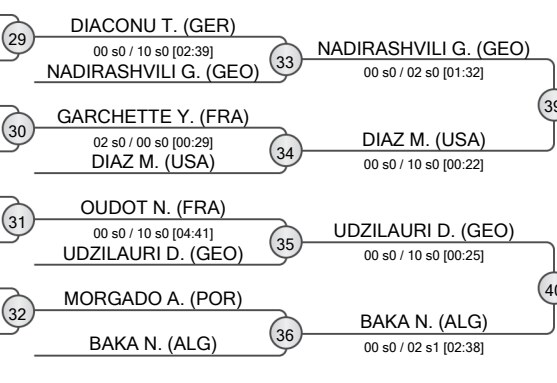 29
DIACONU T. (GER)
00 s0 / 10 s0 [02:39]
NADIRASHVILI G. (GEO)
33
NADIRASHVILI G. (GEO)
00 s0 / 02 s0 [01:32]
39
30
GARCHETTE Y. (FRA)
02 s0 / 00 s0 [00:29]
DIAZ M. (USA)
34
DIAZ M. (USA)
00 s0 / 10 s0 [00:22]
31
OUDOT N. (FRA)
00 s0 / 10 s0 [04:41]
UDZILAURI D. (GEO)
35
UDZILAURI D. (GEO)
00 s0 / 10 s0 [00:25]
40
32
MORGADO A. (POR)
BAKA N. (ALG)
36
BAKA N. (ALG)
00 s0 / 02 s1 [02:38]